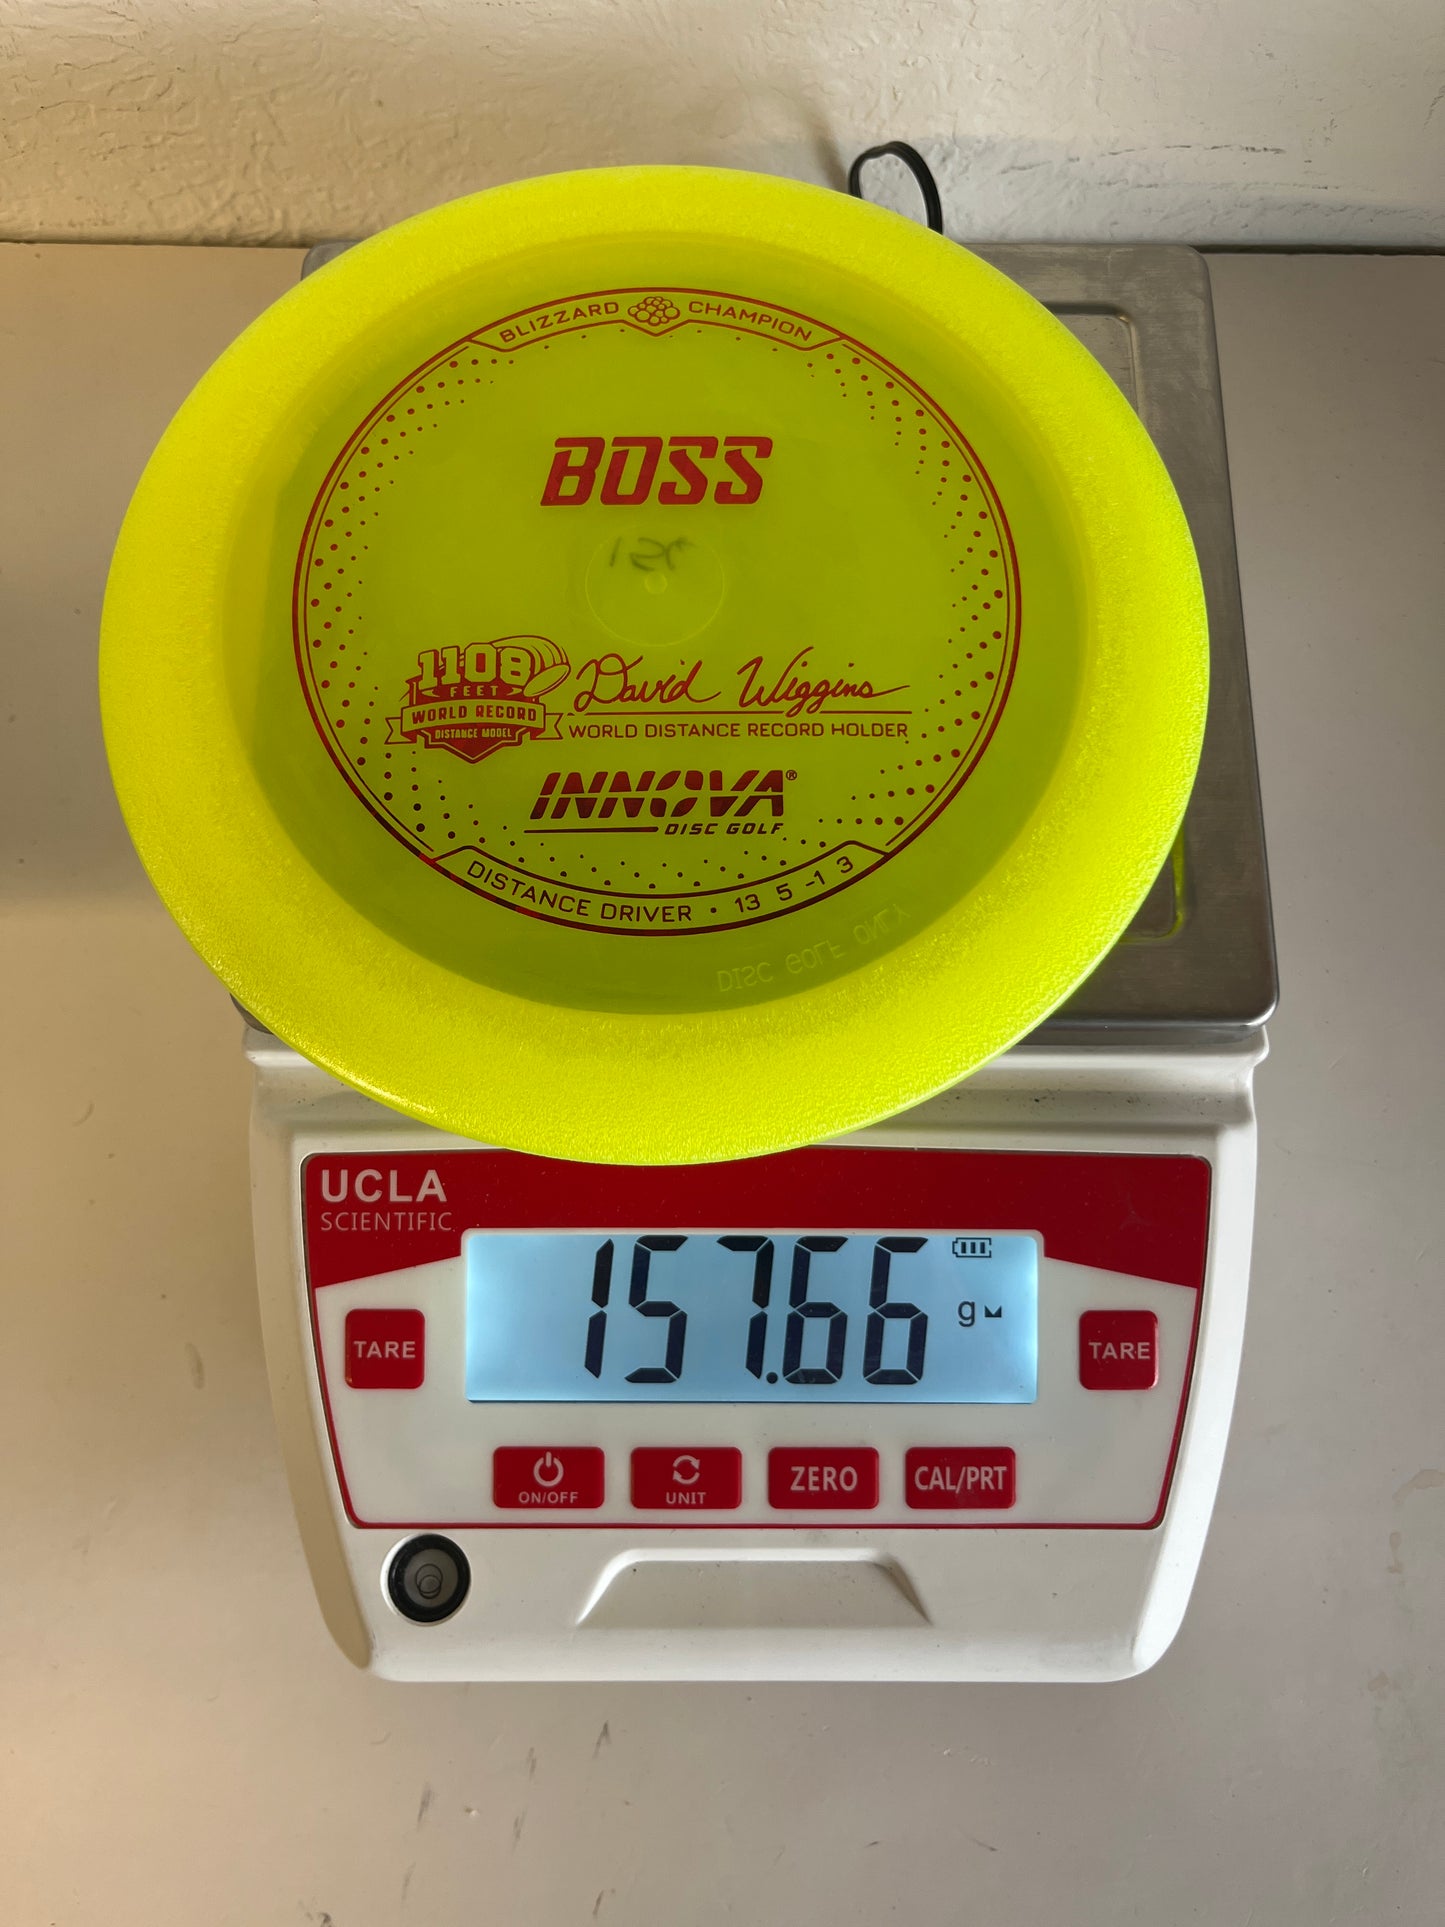 BLIZZARD CHAMPION
BOSS
1108
FEET
WORLD RECORD
DISTANCE MODEL
David Wiggins
WORLD DISTANCE RECORD HOLDER
INNOVA®
DISC GOLF
DISTANCE DRIVER • 13 5 -1 3
DISC GOLF ONLY
UCLA
SCIENTIFIC
157.66
g
TARE
TARE
ON/OFF
UNIT
ZERO
CAL/PRT